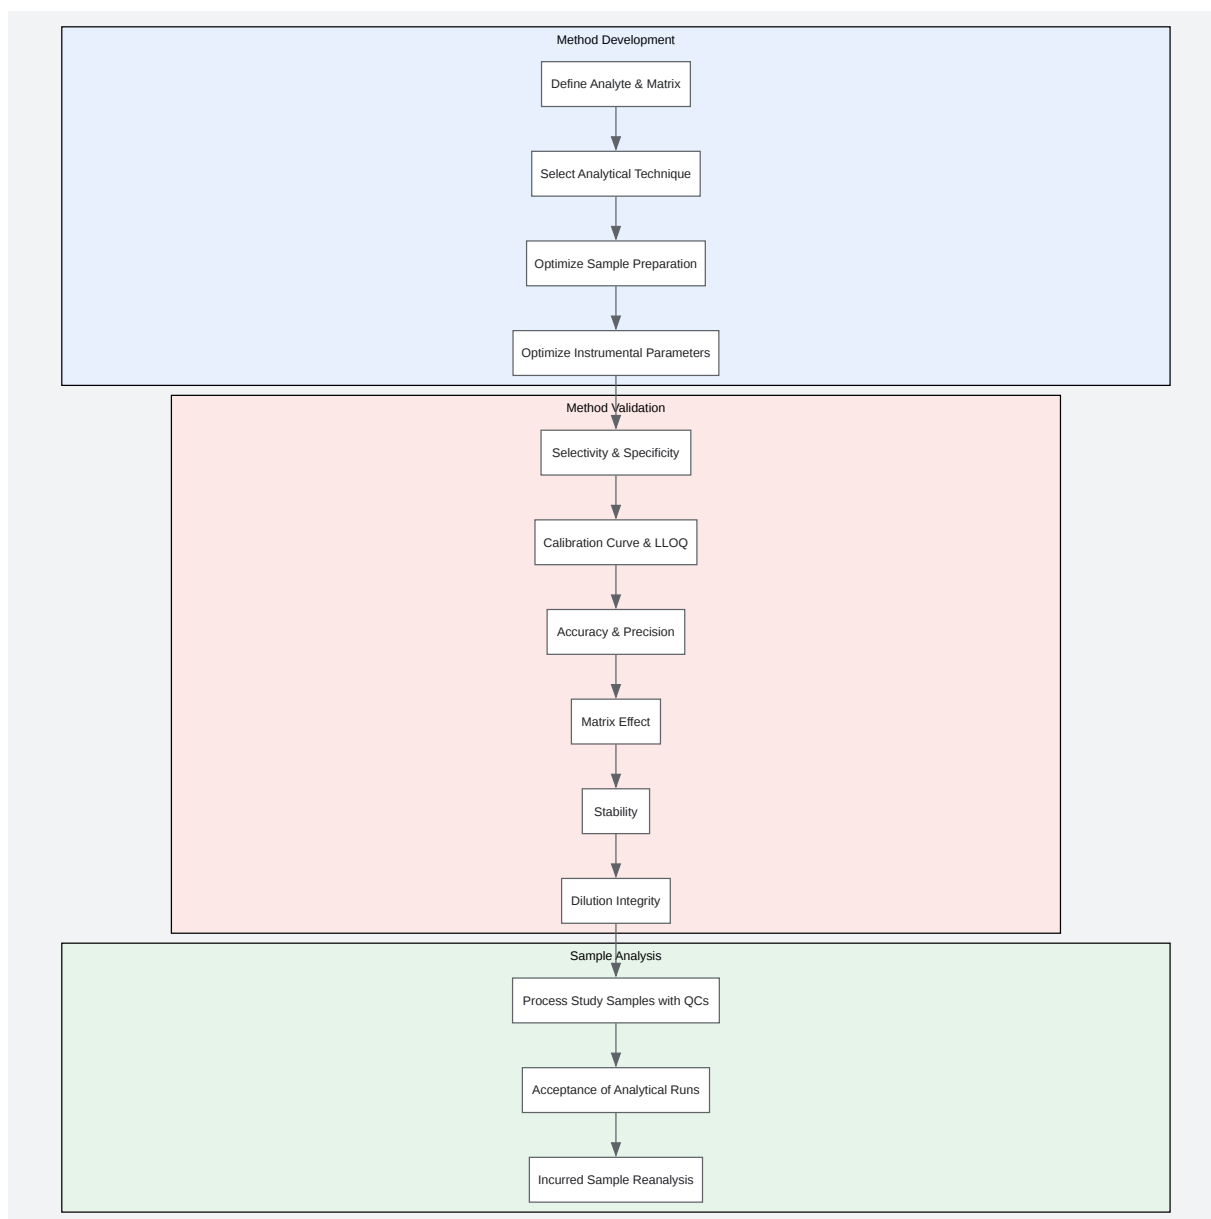 Method Development
Define Analyte & Matrix
Select Analytical Technique
Optimize Sample Preparation
Optimize Instrumental Parameters
Method Validation
Selectivity & Specificity
Calibration Curve & LLOQ
Accuracy & Precision
Matrix Effect
Stability
Dilution Integrity
Sample Analysis
Process Study Samples with QCs
Acceptance of Analytical Runs
Incurred Sample Reanalysis